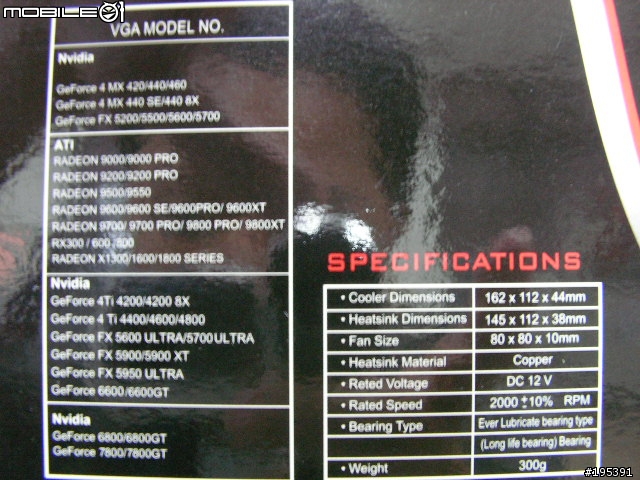 MOBILE01
VGA MODEL NO.
Nvidia
GeForce 4 MX 420/440/460
GeForce 4 MX 440 SE/440 8X
GeForce FX 5200/5500/5600/5700
ATI
RADEON 9000/9000 PRO
RADEON 9200/9200 PRO
RADEON 9500/9550
RADEON 9600/9600 SE/9600PRO/ 9600XT
RADEON 9700/ 9700 PRO/ 9800 PRO/ 9800XT
RX300 / 600 /800
RADEON X1300/1600/1800 SERIES
Nvidia
GeForce 4Ti 4200/4200 8X
GeForce 4 Ti 4400/4600/4800
GeForce FX 5600 ULTRA/5700ULTRA
GeForce FX 5900/5900 XT
GeForce FX 5950 ULTRA
GeForce 6600/6600GT
Nvidia
GeForce 6800/6800GT
GeForce 7800/7800GT
SPECIFICATIONS
• Cooler Dimensions 162 x 112 x 44mm
• Heatsink Dimensions 145 x 112 x 38mm
• Fan Size 80 x 80 x 10mm
• Heatsink Material Copper
• Reted Voltage DC 12 V
• Rated Speed 2000 ±10% RPM
• Bearing Type Ever Lubricate bearing type
(Long life bearing) Bearing
• Weight 300g
#195391